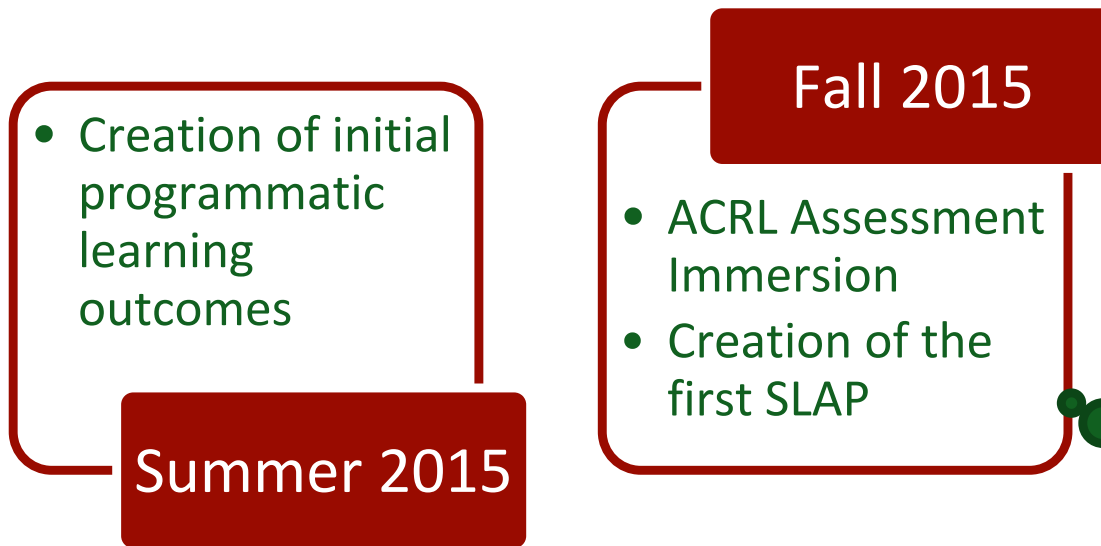 • Creation of initial
programmatic
learning
outcomes
Summer 2015
Fall 2015
• ACRL Assessment
Immersion
• Creation of the
first SLAP